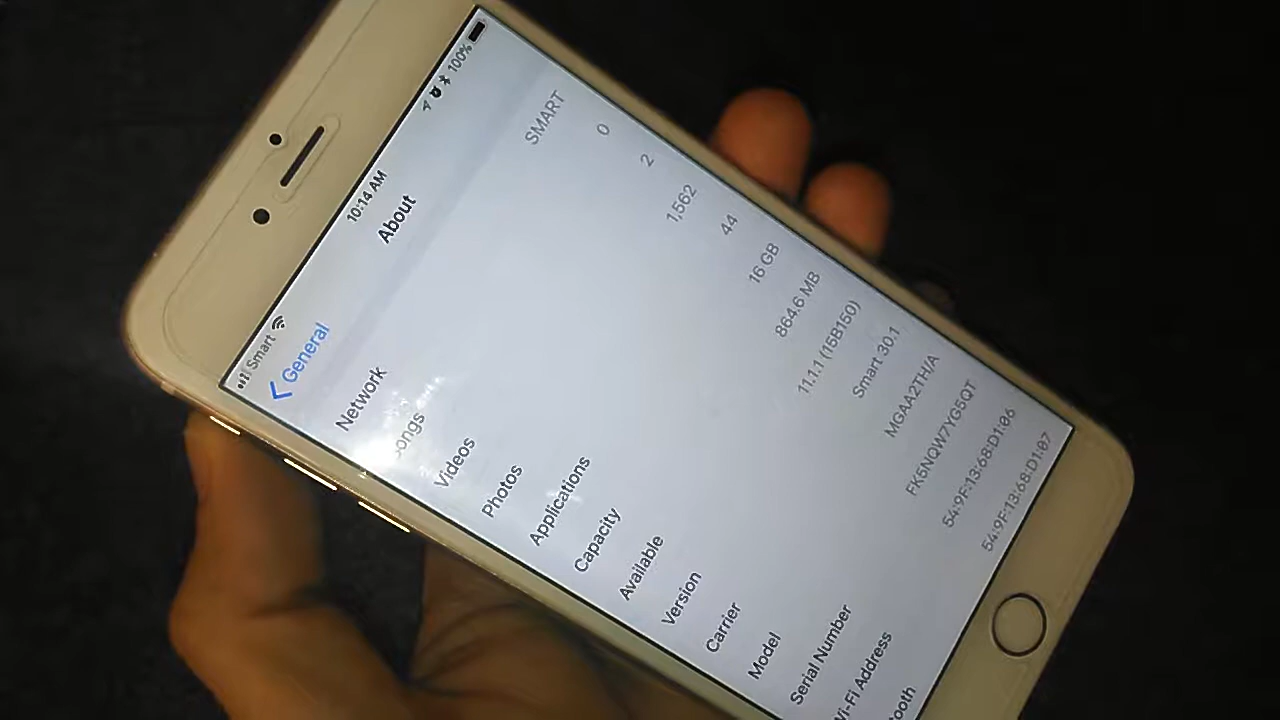 Smart 10:14 AM 100%
General About
Network SMART
Songs 0
Videos 2
Photos 1,562
Applications 44
Capacity 16 GB
Available 864.6 MB
Version 11.1.1 (15B150)
Carrier Smart 30.1
Model MGAA2TH/A
Serial Number FK5NQW7YG5QT
Wi-Fi Address 54:9F:13:68:D1:06
ooth 54:9F:13:68:D1:07